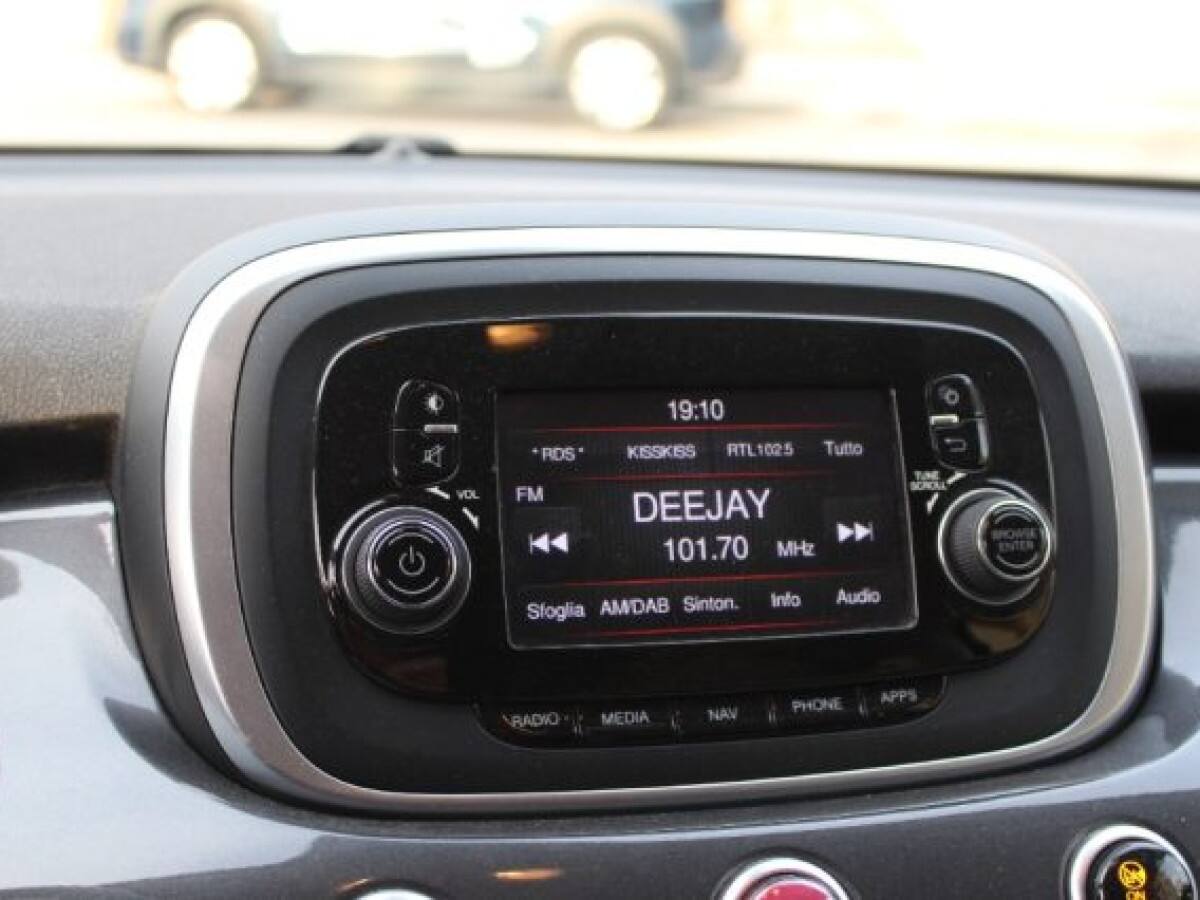 19:10
• RDS • KISSKISS RTL102.5 Tutto
FM
DEEJAY
101.70 MHz
Sfoglia AM/DAB Sinton. Info Audio
VOL
TUNE
SCROLL
BROWSE
ENTER
RADIO MEDIA NAV PHONE APPS